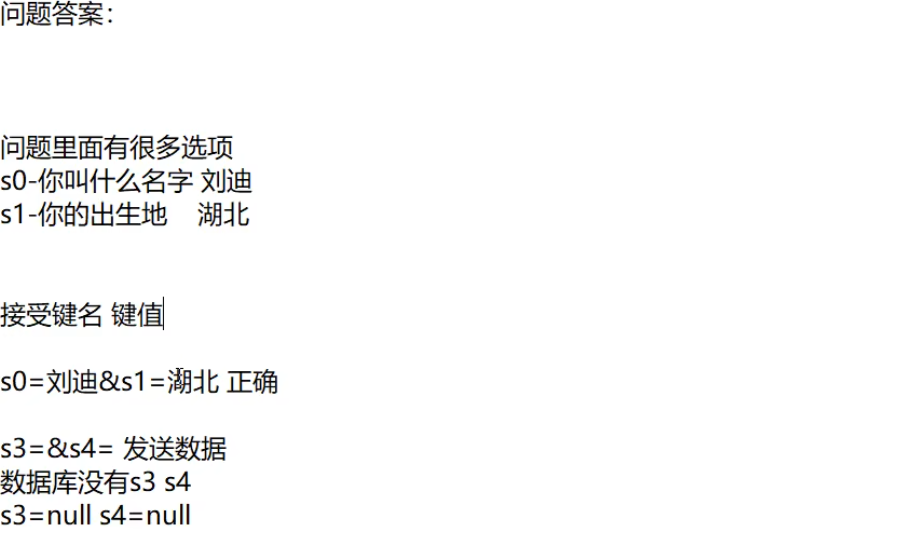 问题答案：
问题里面有很多选项
s0-你叫什么名字 刘迪
s1-你的出生地 湖北
接受键名 键值
s0=刘迪&s1=湖北 正确
s3=&s4= 发送数据
数据库没有s3 s4
s3=null s4=null